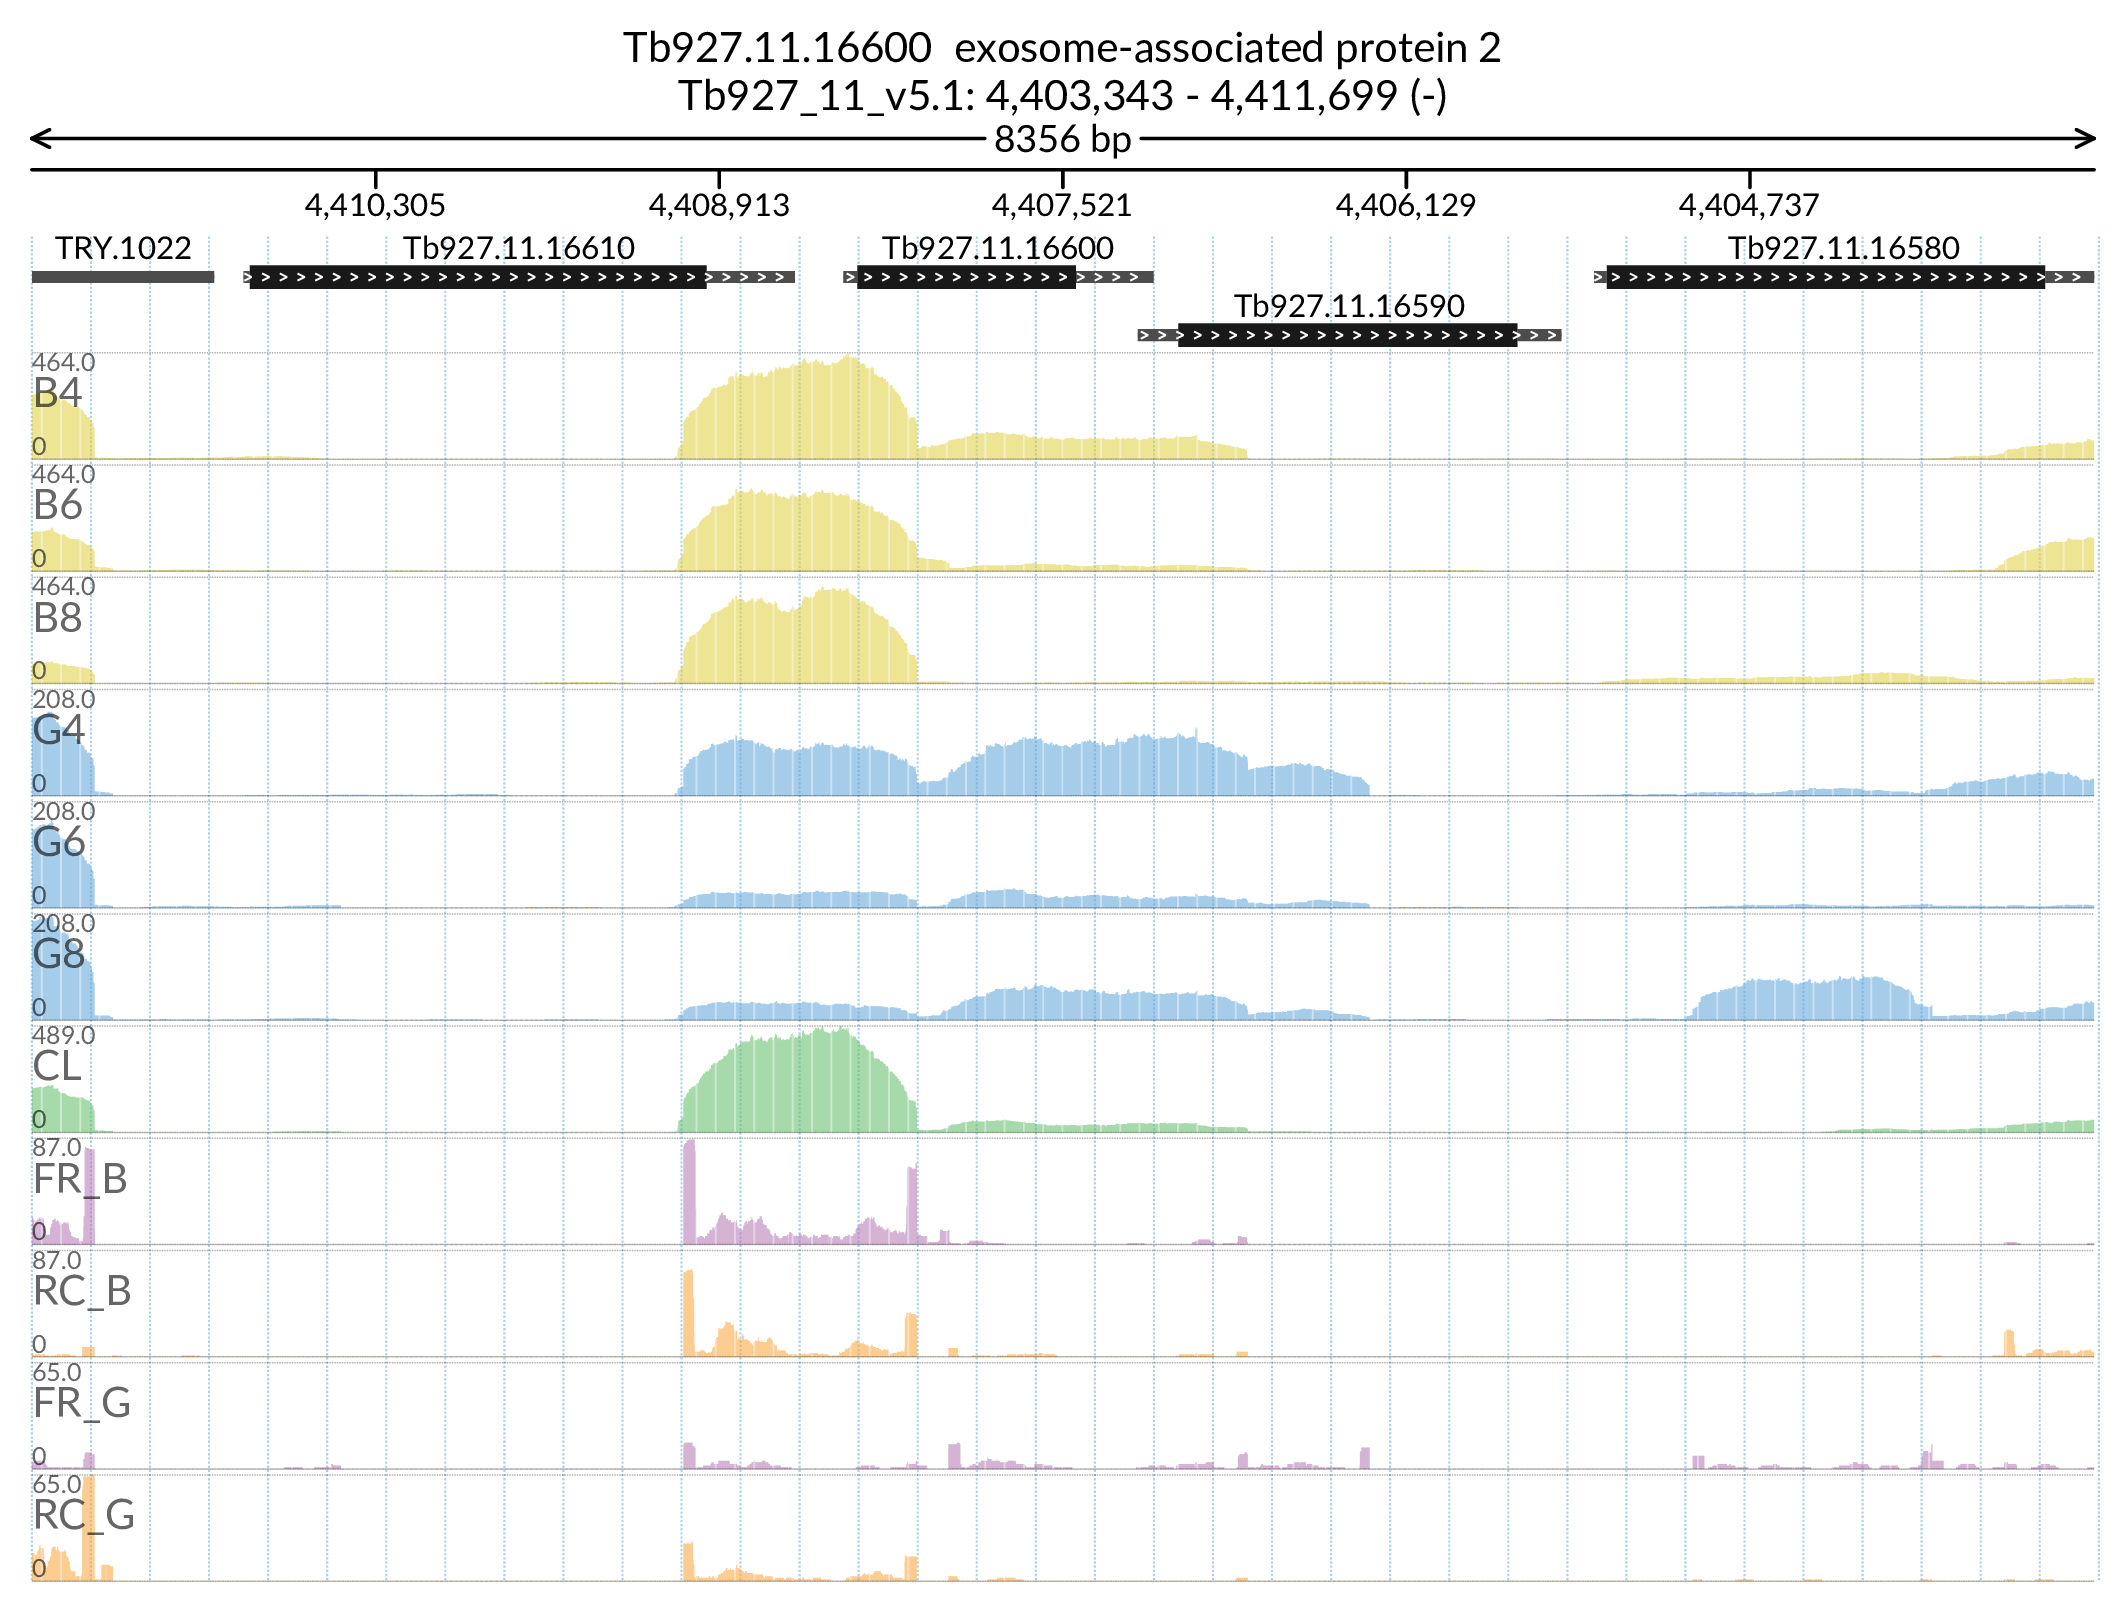 Tb927.11.16600 exosome-associated protein 2
Tb927_11_v5.1: 4,403,343 - 4,411,699 (-)
8356 bp
4,410,305 4,408,913 4,407,521 4,406,129 4,404,737
TRY.1022 Tb927.11.16610 Tb927.11.16600 Tb927.11.16580
Tb927.11.16590
464.0
B4
0
464.0
B6
0
464.0
B8
0
208.0
G4
0
208.0
G6
0
208.0
G8
0
489.0
CL
0
87.0
FR_B
0
87.0
RC_B
0
65.0
FR_G
0
65.0
RC_G
0